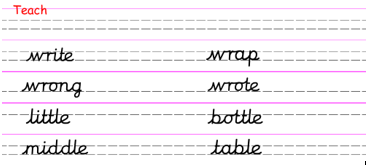 Teach
write wrap
wrong wrote
little bottle
middle table